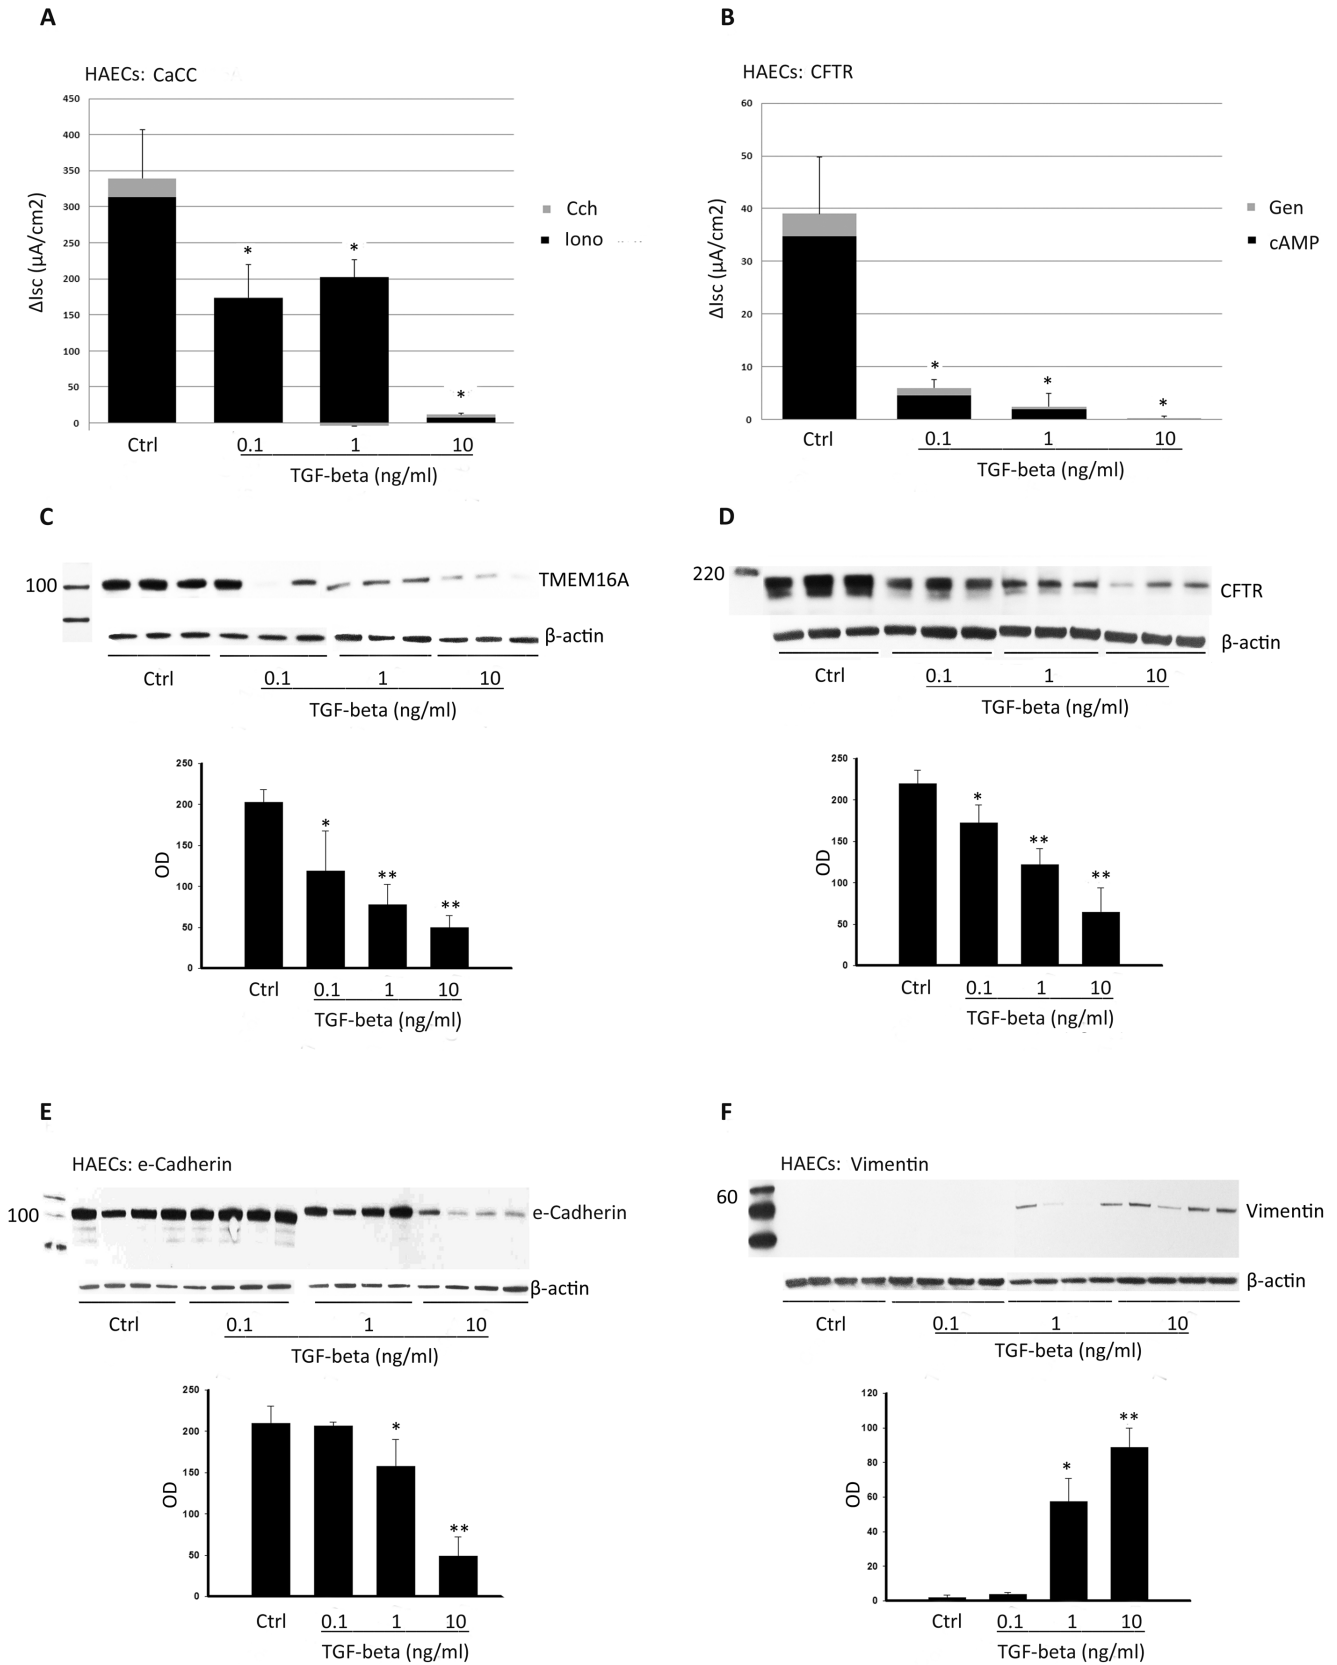 A
HAECs: CaCC
450
400
350
300
250
200
150
100
50
0
ΔIsc (μA/cm2)
*
*
*
Cch
Iono
Ctrl 0.1 1 10
TGF-beta (ng/ml)
B
HAECs: CFTR
60
50
40
30
20
10
0
ΔIsc (μA/cm2)
*
*
*
Gen
cAMP
Ctrl 0.1 1 10
TGF-beta (ng/ml)
C
100
TMEM16A
β-actin
Ctrl 0.1 1 10
TGF-beta (ng/ml)
250
200
150
100
50
0
OD
*
**
**
Ctrl 0.1 1 10
TGF-beta (ng/ml)
D
220
CFTR
β-actin
Ctrl 0.1 1 10
TGF-beta (ng/ml)
250
200
150
100
50
0
OD
*
**
**
Ctrl 0.1 1 10
TGF-beta (ng/ml)
E
HAECs: e-Cadherin
100
e-Cadherin
β-actin
Ctrl 0.1 1 10
TGF-beta (ng/ml)
250
200
150
100
50
0
OD
*
**
Ctrl 0.1 1 10
TGF-beta (ng/ml)
F
HAECs: Vimentin
60
Vimentin
β-actin
Ctrl 0.1 1 10
TGF-beta (ng/ml)
120
100
80
60
40
20
0
OD
*
**
Ctrl 0.1 1 10
TGF-beta (ng/ml)